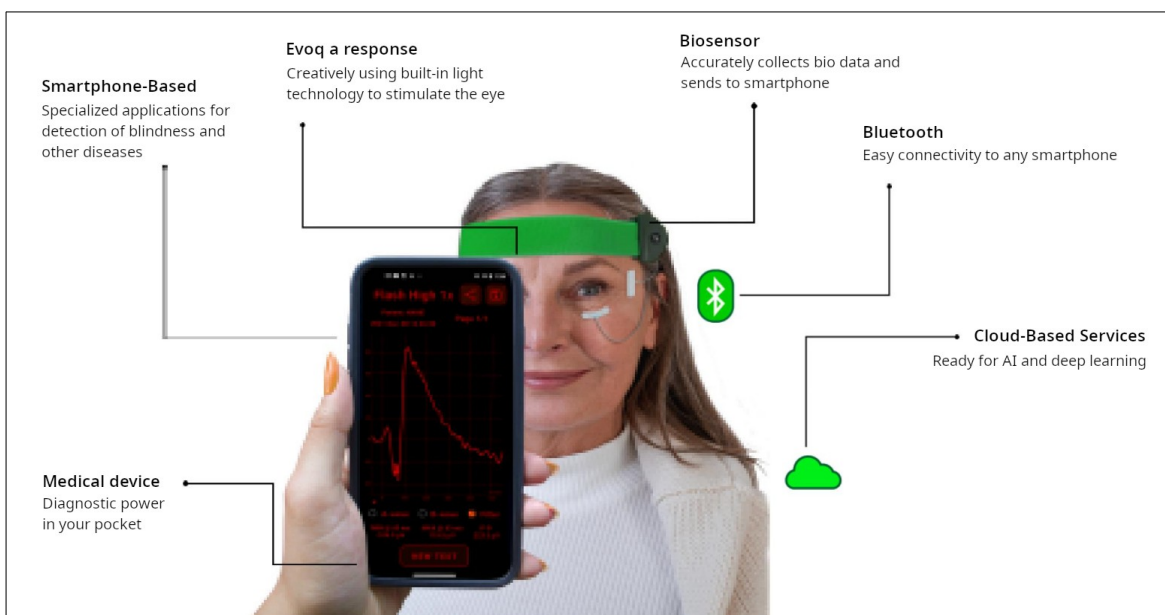 Evoq a response
Creatively using built-in light
technology to stimulate the eye
Biosensor
Accurately collects bio data and
sends to smartphone
Smartphone-Based
Specialized applications for
detection of blindness and
other diseases
Bluetooth
Easy connectivity to any smartphone
Flash High 1x
Cloud-Based Services
Ready for AI and deep learning
Medical device
Diagnostic power
in your pocket
NEW TEST